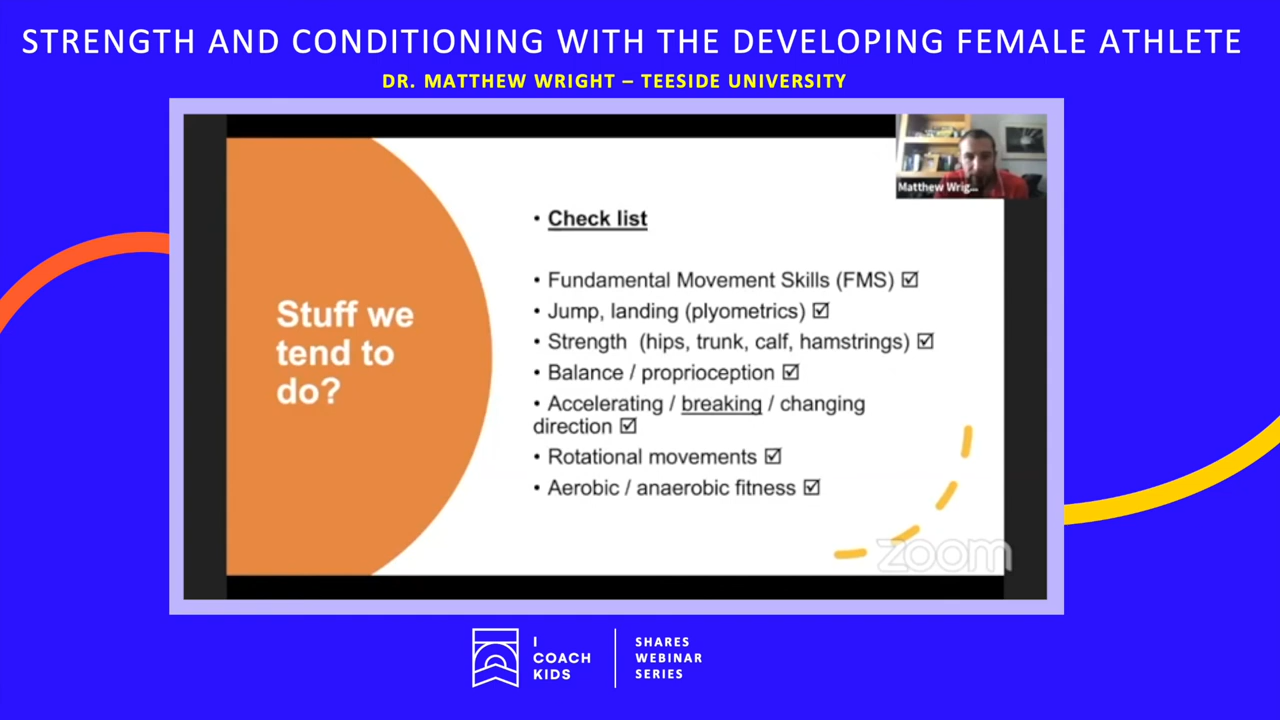 STRENGTH AND CONDITIONING WITH THE DEVELOPING FEMALE ATHLETE
DR. MATTHEW WRIGHT – TEESIDE UNIVERSITY
Matthew Wrig...
Stuff we
tend to
do?
• Check list
• Fundamental Movement Skills (FMS) ☑
• Jump, landing (plyometrics) ☑
• Strength (hips, trunk, calf, hamstrings) ☑
• Balance / proprioception ☑
• Accelerating / breaking / changing
direction ☑
• Rotational movements ☑
• Aerobic / anaerobic fitness ☑
zoom
I
COACH
KIDS
SHARES
WEBINAR
SERIES